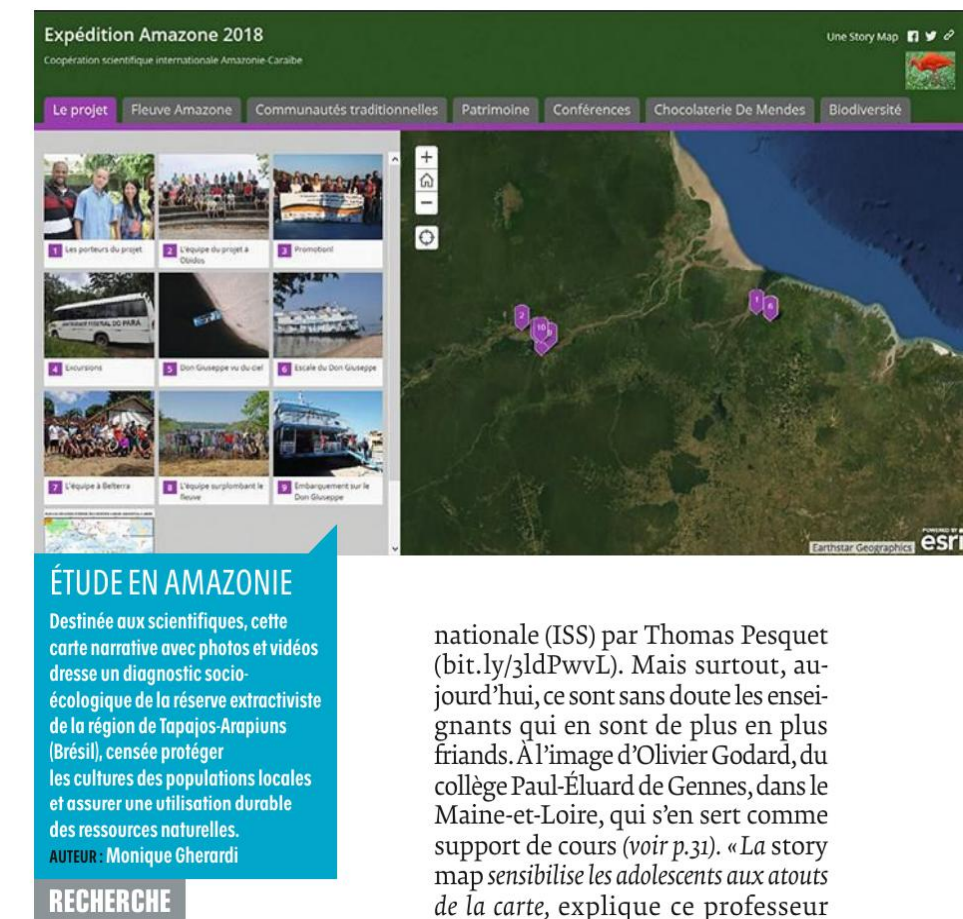 Expédition Amazone 2018
Coopération scientifique internationale Amazonie-Caraïbe
Une Story Map
Le projet
Fleuve Amazone
Communautés traditionnelles
Patrimoine
Conférences
Chocolaterie De Mendes
Biodiversité
1 Les porteurs du projet
2 L'équipe du projet à
Obidos
3 Promotion!
4 Excursions
5 Don Giuseppe vu du ciel
6 Escale du Don Giuseppe
7 L'équipe à Belterra
8 L'équipe surplombant le
fleuve
9 Embarquement sur le
Don Giuseppe
2
10
9
1
6
POWERED BY
esri
Earthstar Geographics
ÉTUDE EN AMAZONIE
Destinée aux scientifiques, cette
carte narrative avec photos et vidéos
dresse un diagnostic socio-
écologique de la réserve extractiviste
de la région de Tapajos-Arapiuns
(Brésil), censée protéger
les cultures des populations locales
et assurer une utilisation durable
des ressources naturelles.
AUTEUR : Monique Gherardi
RECHERCHE
nationale (ISS) par Thomas Pesquet
(bit.ly/3ldPwvL). Mais surtout, au-
jourd'hui, ce sont sans doute les ensei-
gnants qui en sont de plus en plus
friands. À l'image d'Olivier Godard, du
collège Paul-Éluard de Gennes, dans le
Maine-et-Loire, qui s'en sert comme
support de cours (voir p.31). « La story
map sensibilise les adolescents aux atouts
de la carte, explique ce professeur